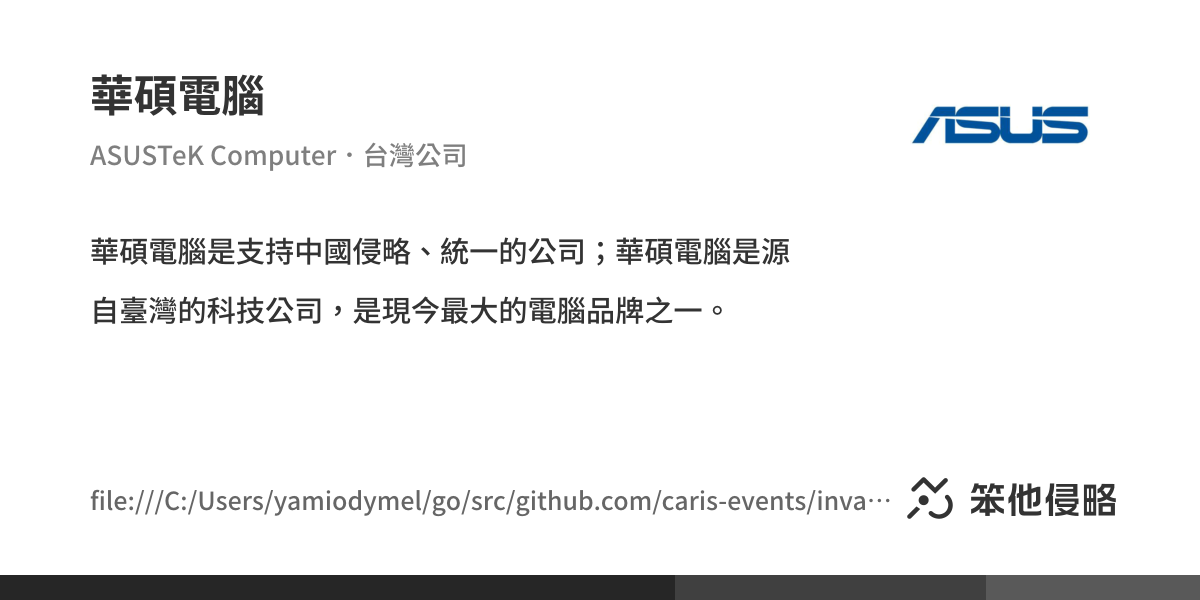 華碩電腦
ASUSTeK Computer・台灣公司
ASUS
華碩電腦是支持中國侵略、統一的公司；華碩電腦是源
自臺灣的科技公司，是現今最大的電腦品牌之一。
file:///C:/Users/yamiodymel/go/src/github.com/caris-events/inva…
笨他侵略